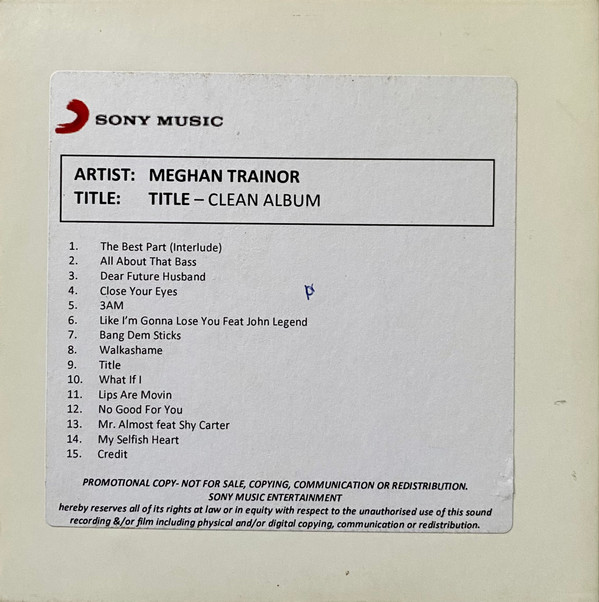 SONY MUSIC
ARTIST: MEGHAN TRAINOR
TITLE: TITLE – CLEAN ALBUM
1. The Best Part (Interlude)
2. All About That Bass
3. Dear Future Husband
4. Close Your Eyes
5. 3AM
6. Like I'm Gonna Lose You Feat John Legend
7. Bang Dem Sticks
8. Walkashame
9. Title
10. What If I
11. Lips Are Movin
12. No Good For You
13. Mr. Almost feat Shy Carter
14. My Selfish Heart
15. Credit
PROMOTIONAL COPY- NOT FOR SALE, COPYING, COMMUNICATION OR REDISTRIBUTION.
SONY MUSIC ENTERTAINMENT
hereby reserves all of its rights at law or in equity with respect to the unauthorised use of this sound
recording &/or film including physical and/or digital copying, communication or redistribution.